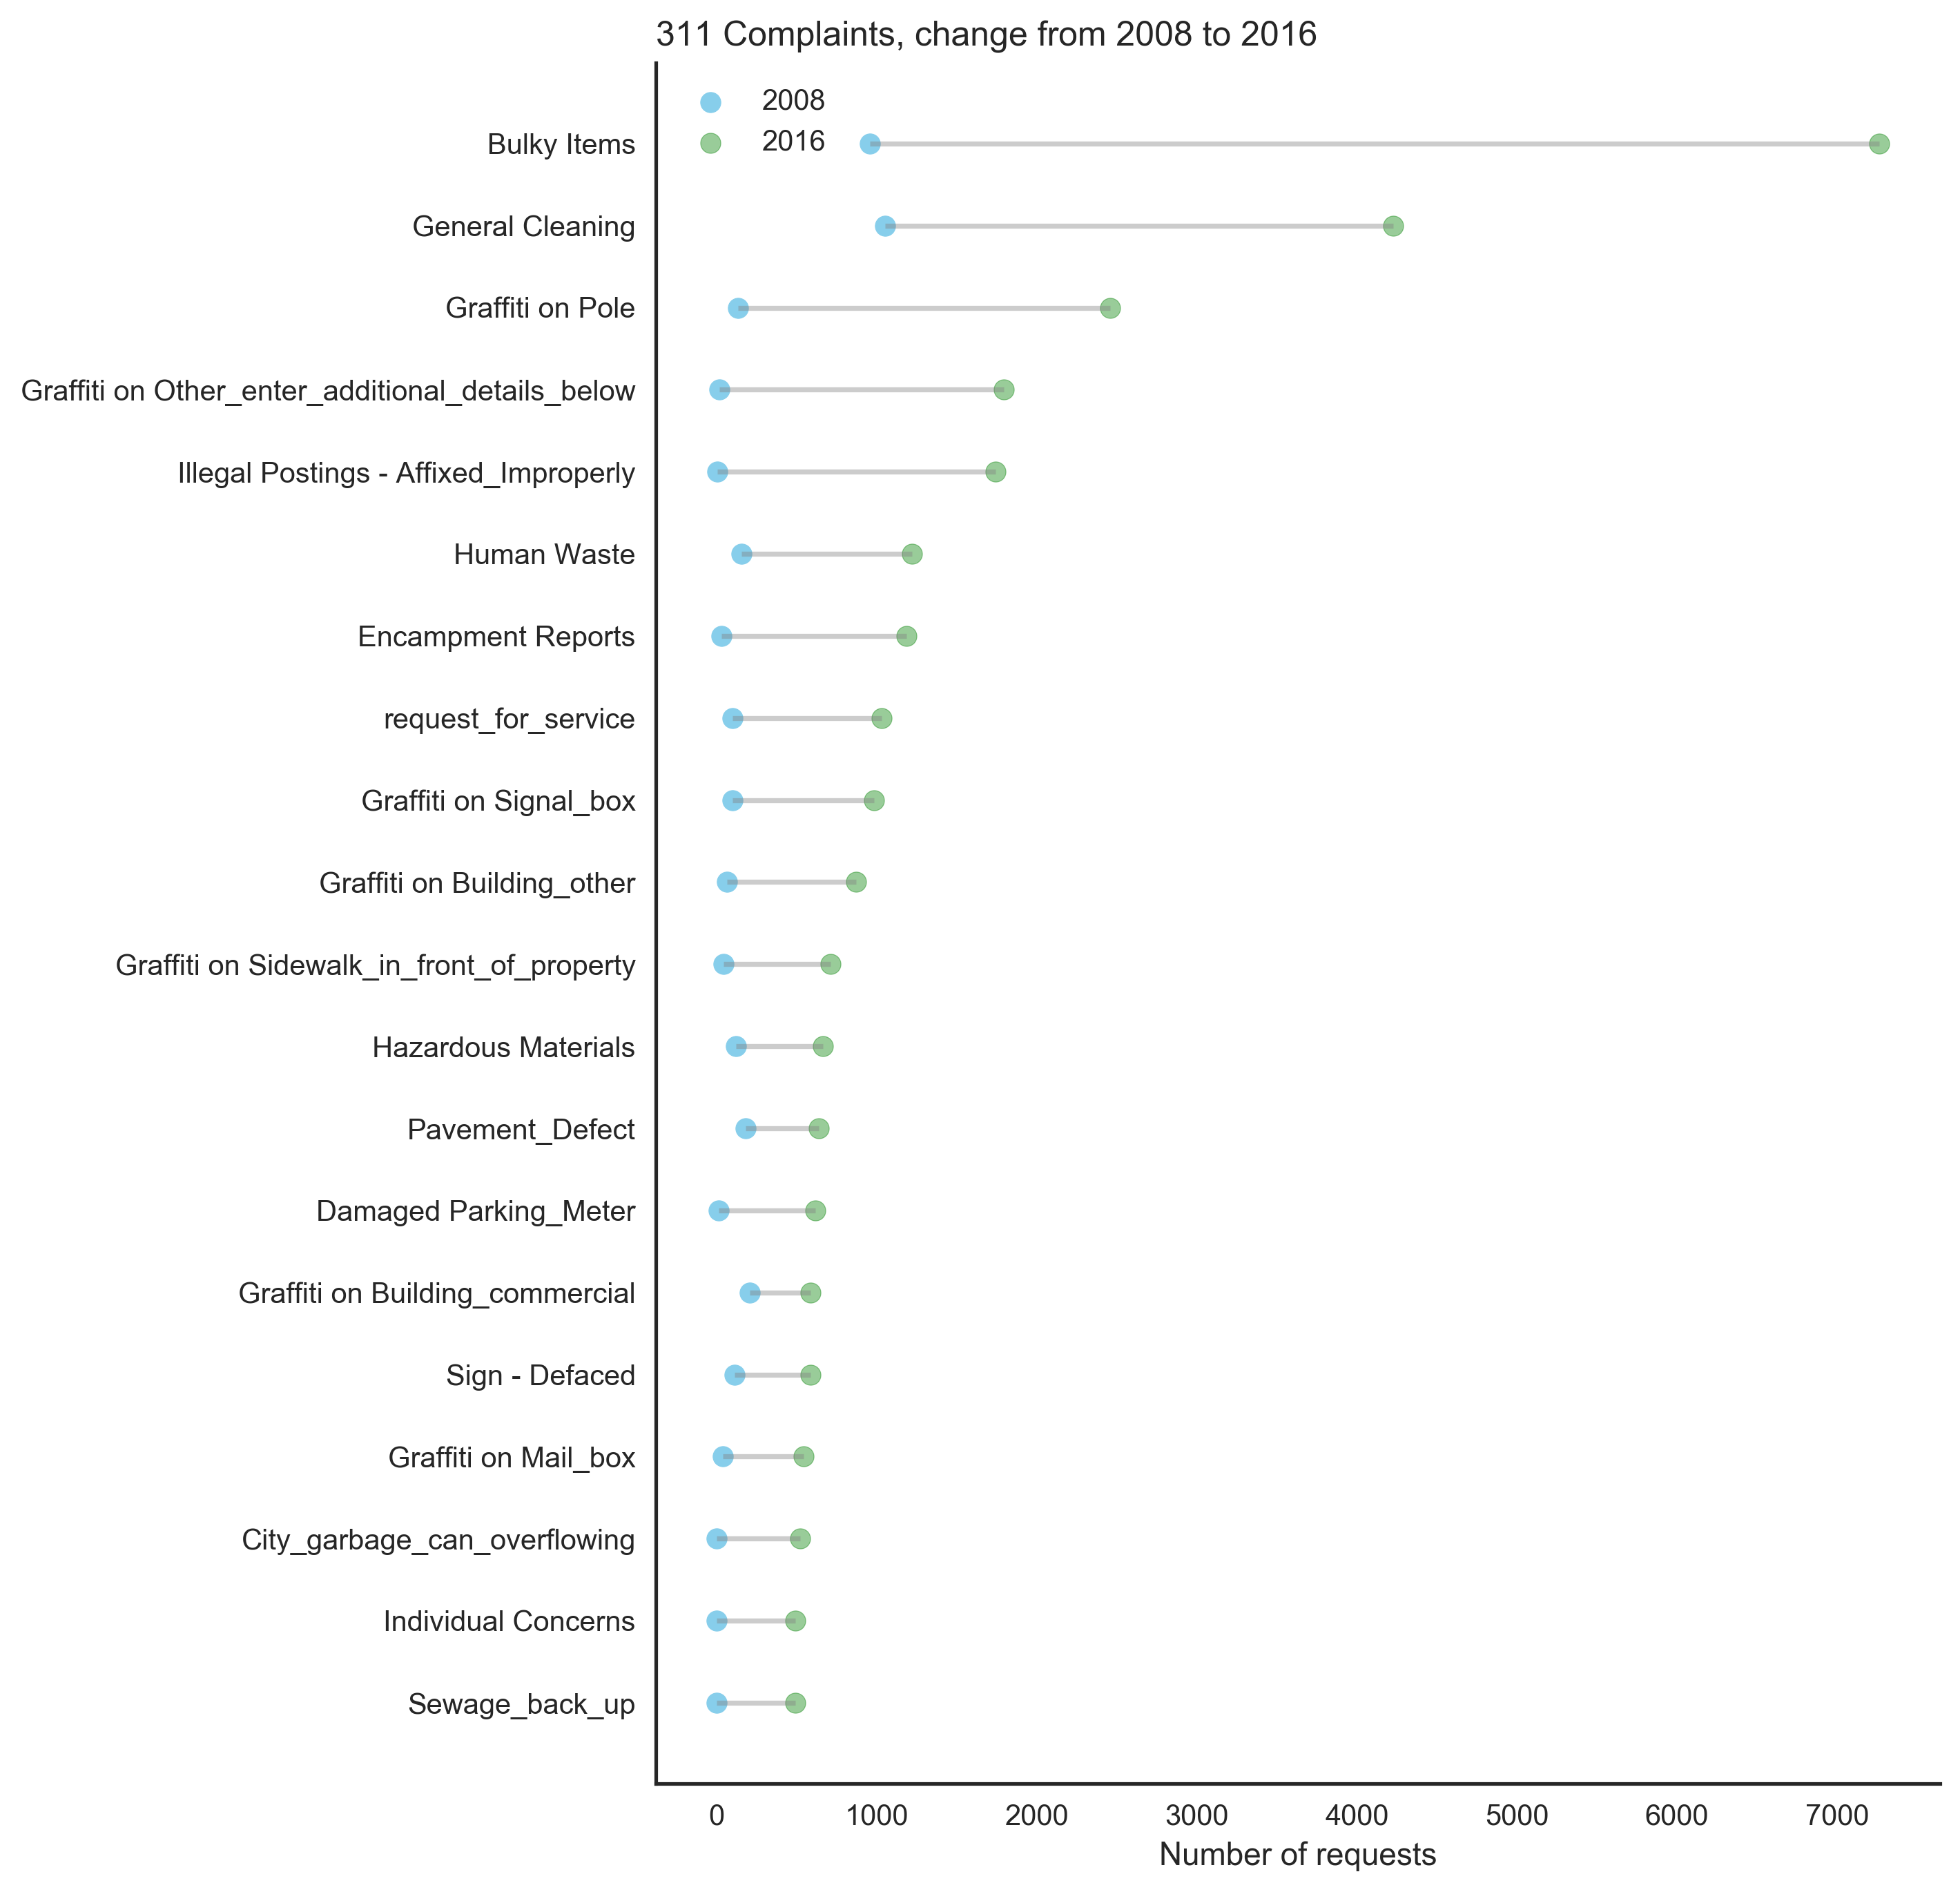 311 Complaints, change from 2008 to 2016
2008
2016
Bulky Items
General Cleaning
Graffiti on Pole
Graffiti on Other_enter_additional_details_below
Illegal Postings - Affixed_Improperly
Human Waste
Encampment Reports
request_for_service
Graffiti on Signal_box
Graffiti on Building_other
Graffiti on Sidewalk_in_front_of_property
Hazardous Materials
Pavement_Defect
Damaged Parking_Meter
Graffiti on Building_commercial
Sign - Defaced
Graffiti on Mail_box
City_garbage_can_overflowing
Individual Concerns
Sewage_back_up
0 1000 2000 3000 4000 5000 6000 7000
Number of requests